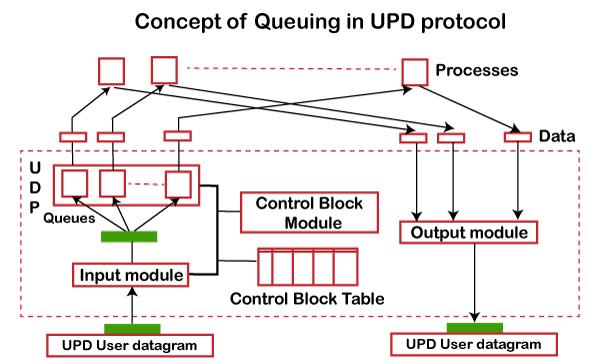 Concept of Queuing in UPD protocol
Processes
Data
U
D
P
Queues
Control Block
Module
Output module
Input module
Control Block Table
UPD User datagram
UPD User datagram